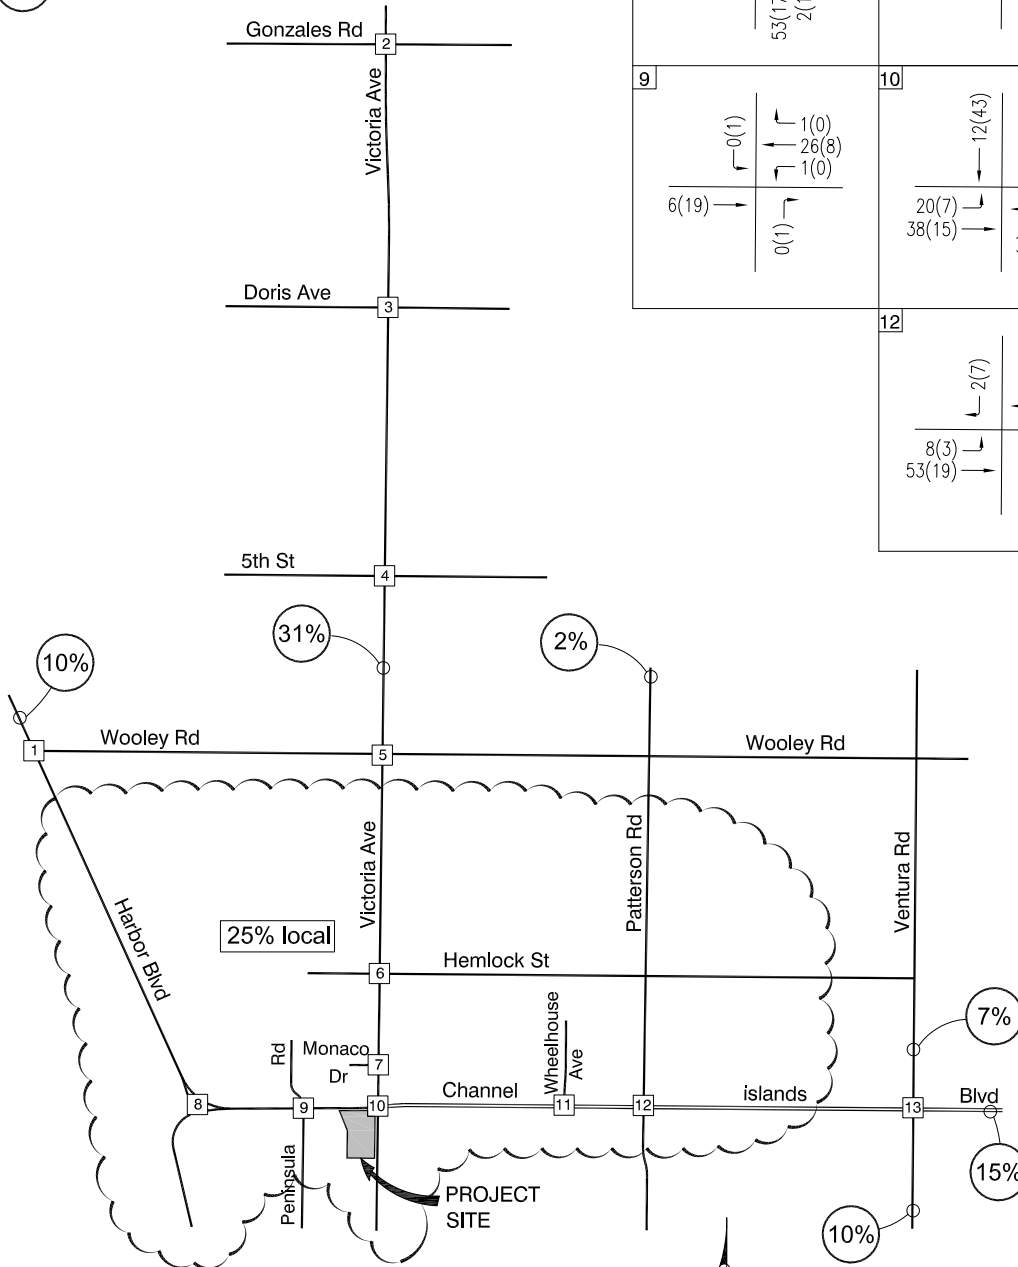 Gonzales Rd
2
Victoria Ave
53(17
9
10
0(1)
1(0)
26(8)
1(0)
6(19)
0(1)
12(43)
20(7)
38(15)
Doris Ave
3
12
2(7)
8(3)
53(19)
5th St
4
31%
2%
10%
1
Wooley Rd
5
Wooley Rd
Harbor Blvd
25% local
Victoria Ave
Patterson Rd
Ventura Rd
6
Hemlock St
7%
Rd
Monaco
Dr
7
Wheelhouse
Ave
8
9
10
Channel
11
12
islands
13
Blvd
15%
Peninsula
PROJECT
SITE
10%